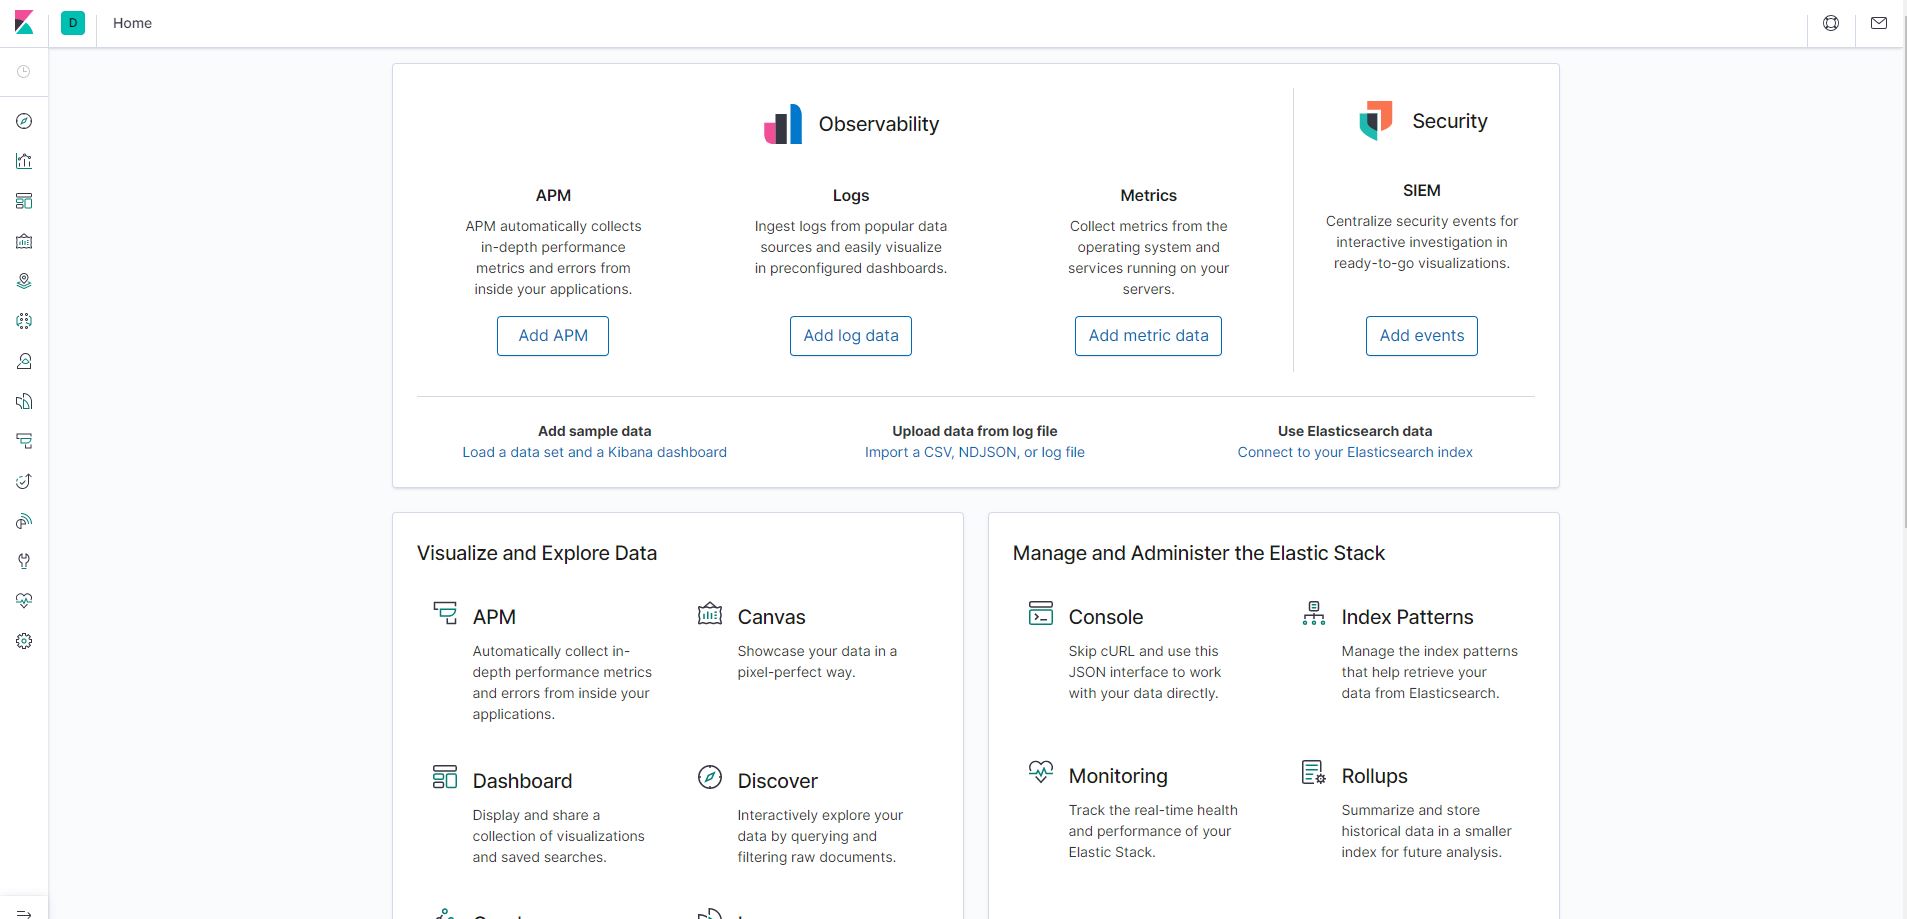 D
Home
Observability
Security
APM
APM automatically collects
in-depth performance
metrics and errors from
inside your applications.
Add APM
Logs
Ingest logs from popular data
sources and easily visualize
in preconfigured dashboards.
Add log data
Metrics
Collect metrics from the
operating system and
services running on your
servers.
Add metric data
SIEM
Centralize security events for
interactive investigation in
ready-to-go visualizations.
Add events
Add sample data
Load a data set and a Kibana dashboard
Upload data from log file
Import a CSV, NDJSON, or log file
Use Elasticsearch data
Connect to your Elasticsearch index
Visualize and Explore Data
APM
Automatically collect in-
depth performance metrics
and errors from inside your
applications.
Canvas
Showcase your data in a
pixel-perfect way.
Dashboard
Display and share a
collection of visualizations
and saved searches.
Discover
Interactively explore your
data by querying and
filtering raw documents.
Manage and Administer the Elastic Stack
Console
Skip cURL and use this
JSON interface to work
with your data directly.
Index Patterns
Manage the index patterns
that help retrieve your
data from Elasticsearch.
Monitoring
Track the real-time health
and performance of your
Elastic Stack.
Rollups
Summarize and store
historical data in a smaller
index for future analysis.